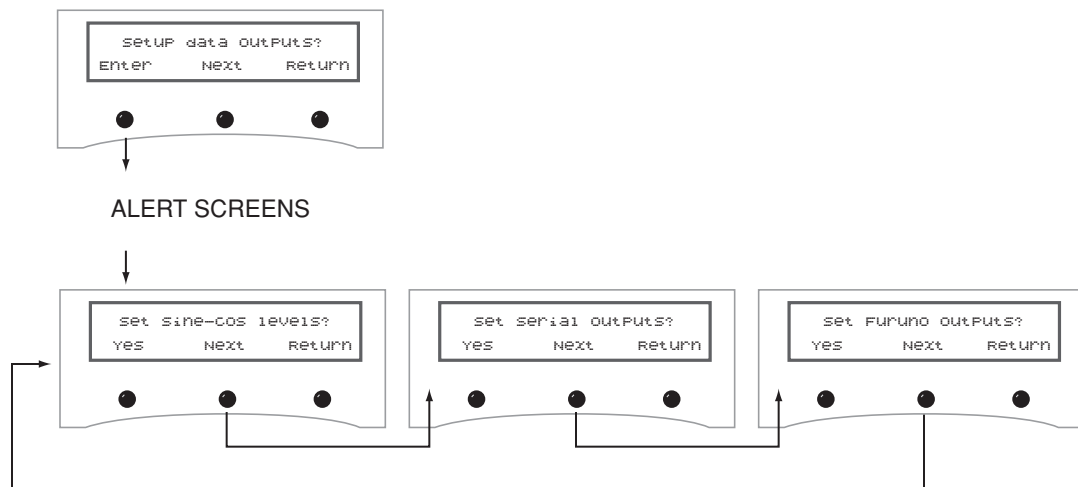 Setup data outputs?
Enter Next Return
ALERT SCREENS
Set Sine-Cos levels?
Yes Next Return
Set Serial Outputs?
Yes Next Return
Set Furuno Outputs?
Yes Next Return